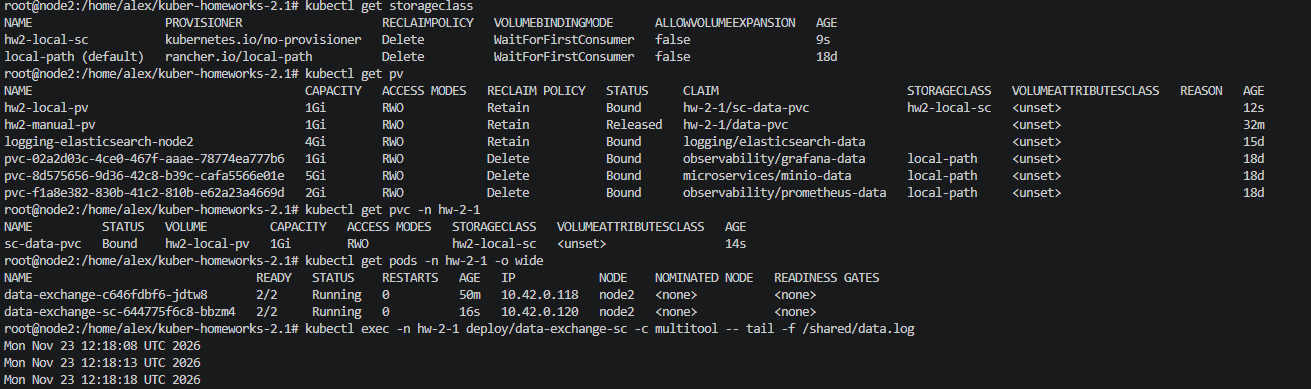 root@node2:/home/alex/kuber-homeworks-2.1# kubectl get storageclass
NAME PROVISIONER RECLAIMPOLICY VOLUMEBINDINGMODE ALLOWVOLUMEEXPANSION AGE
hw2-local-sc kubernetes.io/no-provisioner Delete WaitForFirstConsumer false 9s
local-path (default) rancher.io/local-path Delete WaitForFirstConsumer false 18d
root@node2:/home/alex/kuber-homeworks-2.1# kubectl get pv
NAME CAPACITY ACCESS MODES RECLAIM POLICY STATUS CLAIM STORAGECLASS VOLUMEATTRIBUTESCLASS REASON AGE
hw2-local-pv 1Gi RWO Retain Bound hw-2-1/sc-data-pvc hw2-local-sc <unset> 12s
hw2-manual-pv 1Gi RWO Retain Released hw-2-1/data-pvc <unset> 32m
logging-elasticsearch-node2 4Gi RWO Retain Bound logging/elasticsearch-data <unset> 15d
pvc-02a2d03c-4ce0-467f-aaae-78774ea777b6 1Gi RWO Delete Bound observability/grafana-data local-path <unset> 18d
pvc-8d575656-9d36-42c8-b39c-cafa5566e01e 5Gi RWO Delete Bound microservices/minio-data local-path <unset> 18d
pvc-f1a8e382-830b-41c2-810b-e62a23a4669d 2Gi RWO Delete Bound observability/prometheus-data local-path <unset> 18d
root@node2:/home/alex/kuber-homeworks-2.1# kubectl get pvc -n hw-2-1
NAME STATUS VOLUME CAPACITY ACCESS MODES STORAGECLASS VOLUMEATTRIBUTESCLASS AGE
sc-data-pvc Bound hw2-local-pv 1Gi RWO hw2-local-sc <unset> 14s
root@node2:/home/alex/kuber-homeworks-2.1# kubectl get pods -n hw-2-1 -o wide
NAME READY STATUS RESTARTS AGE IP NODE NOMINATED NODE READINESS GATES
data-exchange-c646fdbf6-jdtw8 2/2 Running 0 50m 10.42.0.118 node2 <none> <none>
data-exchange-sc-644775f6c8-bbzm4 2/2 Running 0 16s 10.42.0.120 node2 <none> <none>
root@node2:/home/alex/kuber-homeworks-2.1# kubectl exec -n hw-2-1 deploy/data-exchange-sc -c multitool -- tail -f /shared/data.log
Mon Nov 23 12:18:08 UTC 2026
Mon Nov 23 12:18:13 UTC 2026
Mon Nov 23 12:18:18 UTC 2026